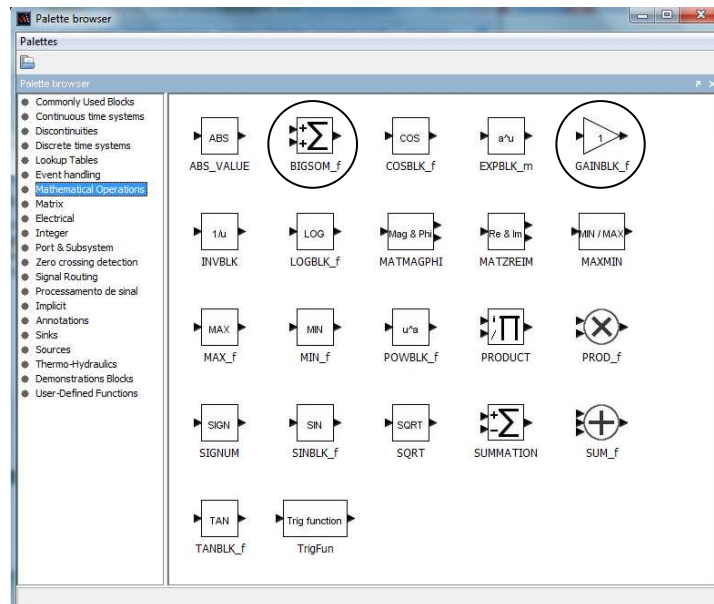 Palette browser
Palettes
Palette browser
Commonly Used Blocks
Continuous time systems
Discontinuities
Discrete time systems
Lookup Tables
Event handling
Mathematical Operations
Matrix
Electrical
Integer
Port & Subsystem
Zero crossing detection
Signal Routing
Processamento de sinal
Implicit
Annotations
Sinks
Sources
Thermo-Hydraulics
Demonstrations Blocks
User-Defined Functions
ABS + + Σ COS a^u 1
ABS_VALUE BIGSOM_f COSBLK_f EXPBLK_m GAINBLK_f
1/u LOG Mag & Phi Re & Im MIN / MAX
INVBLK LOGBLK_f MATMAGPHI MATZREIM MAXMIN
MAX MIN u^a i / Π ×
MAX_f MIN_f POWBLK_f PRODUCT PROD_f
SIGN SIN SQRT + − Σ +
SIGNUM SINBLK_f SQRT SUMMATION SUM_f
TAN Trig function
TANBLK_f TrigFun